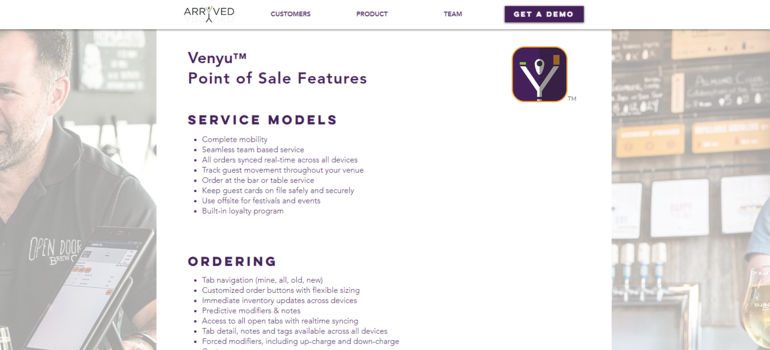 ARRYVED
CUSTOMERS
PRODUCT
TEAM
GET A DEMO
Venyu™
Point of Sale Features
TM
SERVICE MODELS
• Complete mobility
• Seamless team based service
• All orders synced real-time across all devices
• Track guest movement throughout your venue
• Order at the bar or table service
• Keep guest cards on file safely and securely
• Use offsite for festivals and events
• Built-in loyalty program
OPEN DOOR
BREW CO
ORDERING
• Tab navigation (mine, all, old, new)
• Customized order buttons with flexible sizing
• Immediate inventory updates across devices
• Predictive modifiers & notes
• Access to all open tabs with realtime syncing
• Tab detail, notes and tags available across all devices
• Forced modifiers, including up-charge and down-charge